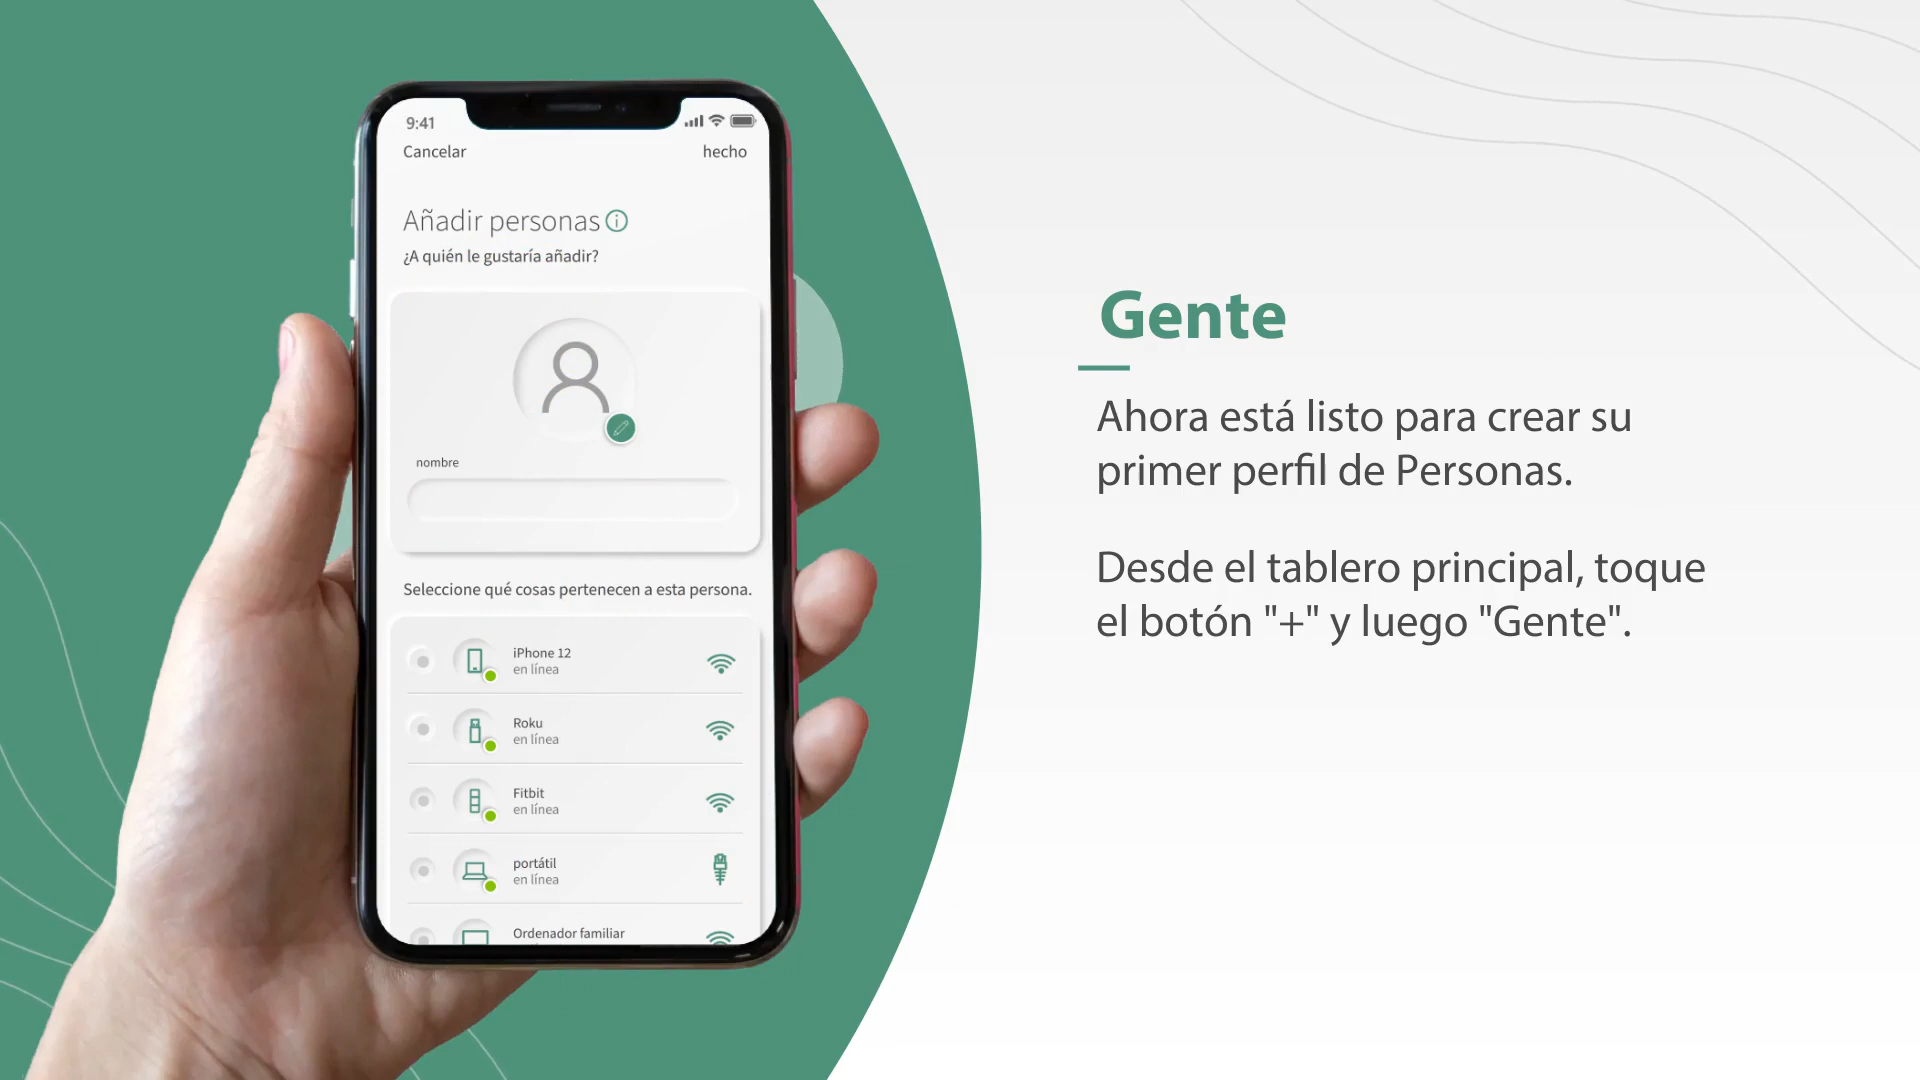 9:41
Cancelar
hecho
Añadir personas
¿A quién le gustaría añadir?
nombre
Seleccione qué cosas pertenecen a esta persona.
iPhone 12
en línea
Roku
en línea
Fitbit
en línea
portátil
en línea
Ordenador familiar
Gente
Ahora está listo para crear su
primer perfil de Personas.
Desde el tablero principal, toque
el botón "+" y luego "Gente".